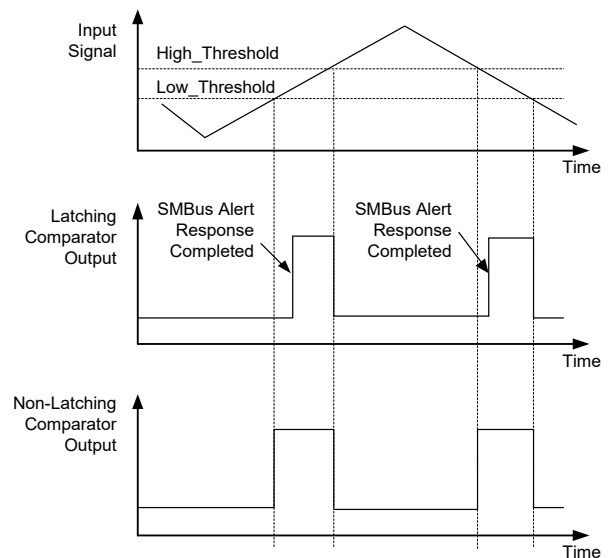 Input
Signal
High_Threshold
Low_Threshold
Time
Latching
Comparator
Output
SMBus Alert
Response
Completed
SMBus Alert
Response
Completed
Time
Non-Latching
Comparator
Output
Time